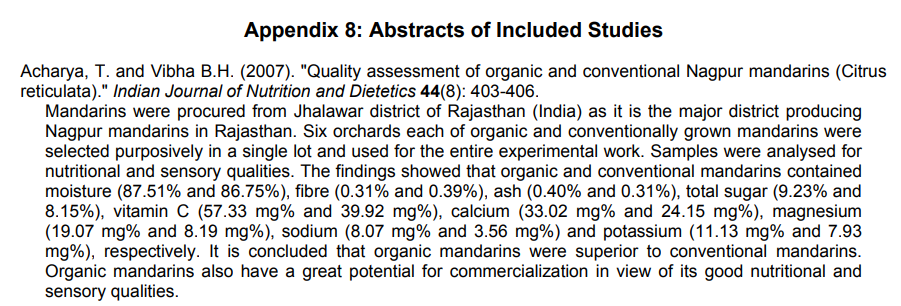 Appendix 8: Abstracts of Included Studies
Acharya, T. and Vibha B.H. (2007). "Quality assessment of organic and conventional Nagpur mandarins (Citrus
reticulata)." Indian Journal of Nutrition and Dietetics 44(8): 403-406.
Mandarins were procured from Jhalawar district of Rajasthan (India) as it is the major district producing
Nagpur mandarins in Rajasthan. Six orchards each of organic and conventionally grown mandarins were
selected purposively in a single lot and used for the entire experimental work. Samples were analysed for
nutritional and sensory qualities. The findings showed that organic and conventional mandarins contained
moisture (87.51% and 86.75%), fibre (0.31% and 0.39%), ash (0.40% and 0.31%), total sugar (9.23% and
8.15%), vitamin C (57.33 mg% and 39.92 mg%), calcium (33.02 mg% and 24.15 mg%), magnesium
(19.07 mg% and 8.19 mg%), sodium (8.07 mg% and 3.56 mg%) and potassium (11.13 mg% and 7.93
mg%), respectively. It is concluded that organic mandarins were superior to conventional mandarins.
Organic mandarins also have a great potential for commercialization in view of its good nutritional and
sensory qualities.